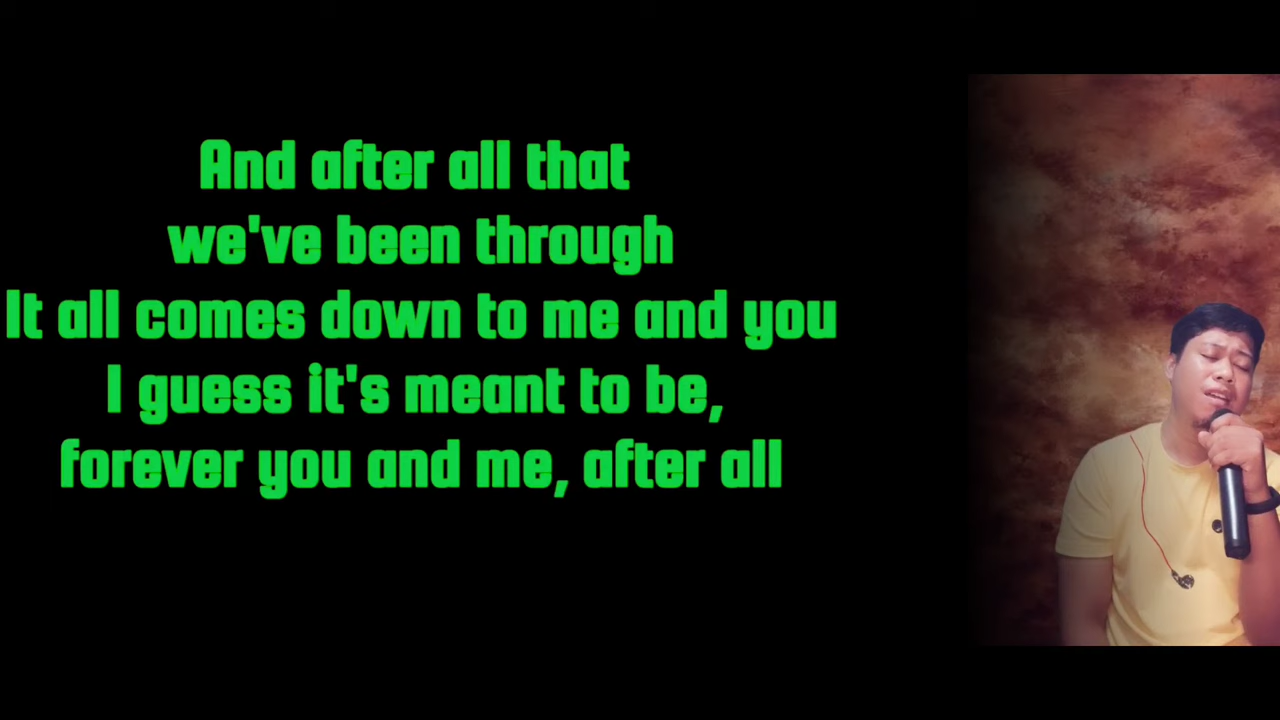 And after all that
we've been through
It all comes down to me and you
I guess it's meant to be,
forever you and me, after all